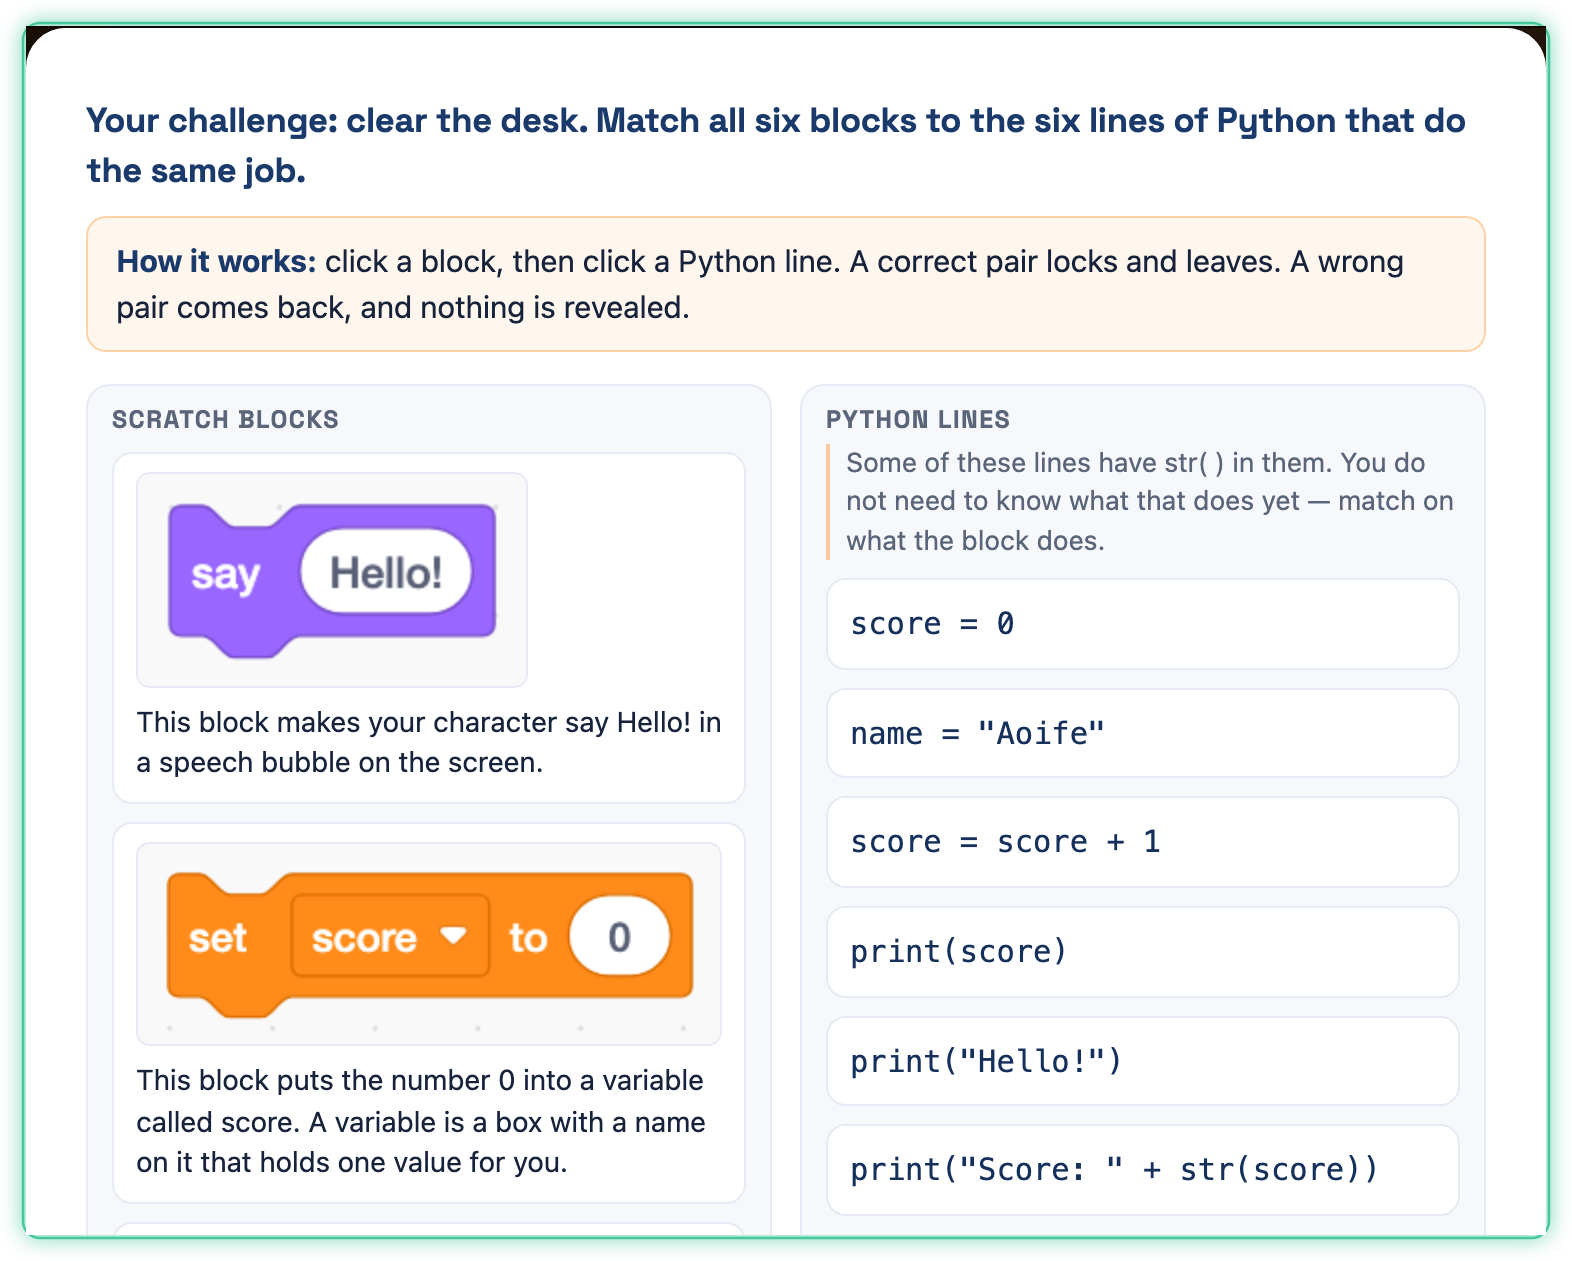 Your challenge: clear the desk. Match all six blocks to the six lines of Python that do
the same job.
How it works: click a block, then click a Python line. A correct pair locks and leaves. A wrong
pair comes back, and nothing is revealed.
SCRATCH BLOCKS
say Hello!
This block makes your character say Hello! in
a speech bubble on the screen.
set score to 0
This block puts the number 0 into a variable
called score. A variable is a box with a name
on it that holds one value for you.
PYTHON LINES
Some of these lines have str( ) in them. You do
not need to know what that does yet — match on
what the block does.
score = 0
name = "Aoife"
score = score + 1
print(score)
print("Hello!")
print("Score: " + str(score))